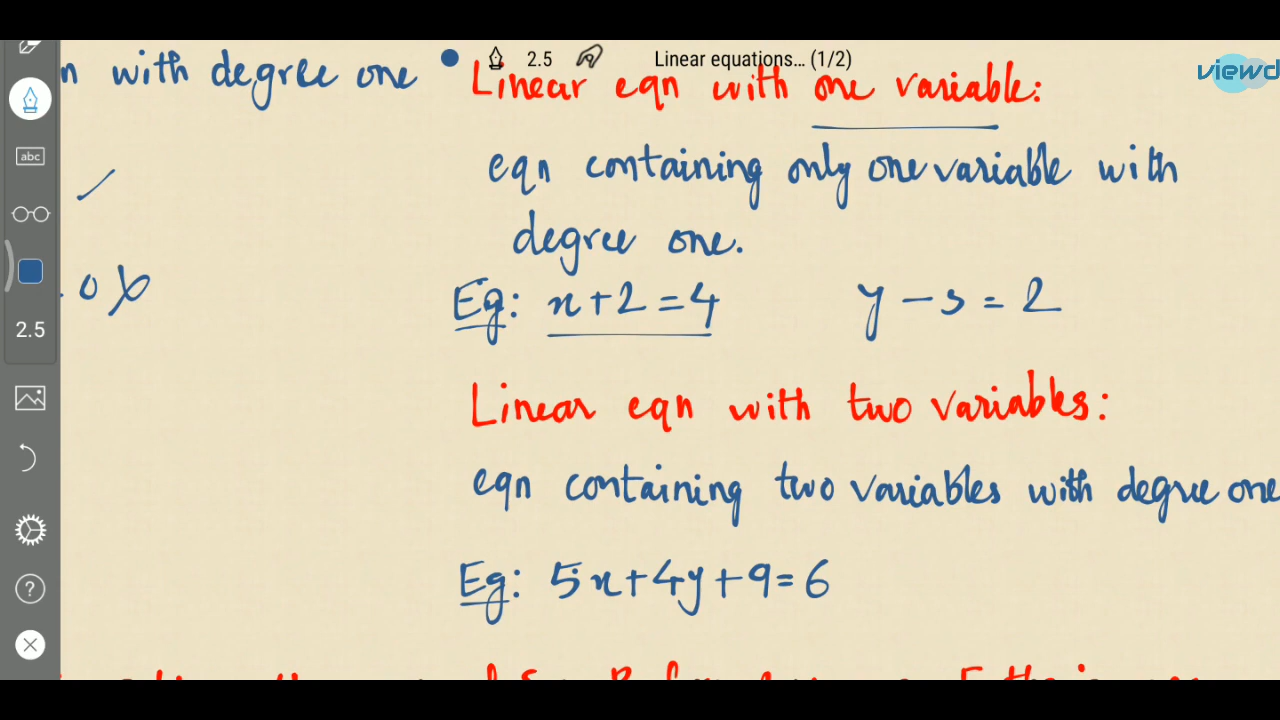 2.5 Linear equations… (1/2)
viewd
n with degree one
Linear eqn with one variable:
abc
eqn containing only one variable with
degree one.
2.5
Eg: x+2=4 y-s=2
Linear eqn with two variables:
eqn containing two variables with degree one
Eg: 5x+4y+9=6
?